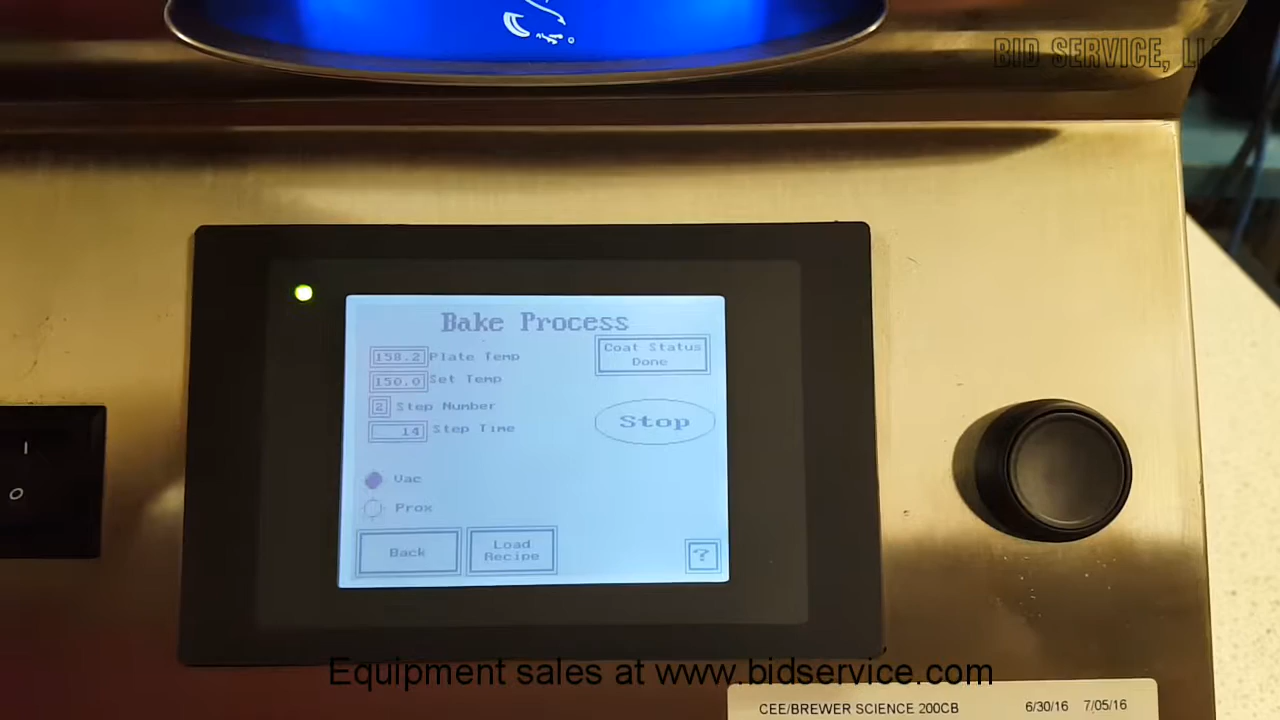 BID SERVICE, LLC
Bake Process
158.2 Plate Temp
Coat Status
Done
150.0 Set Temp
2 Step Number
Stop
14 Step Time
Vac
Prox
Back
Load
Recipe
?
I
O
Equipment sales at www.bidservice.com
CEE/BREWER SCIENCE 200CB 6/30/16 7/05/16